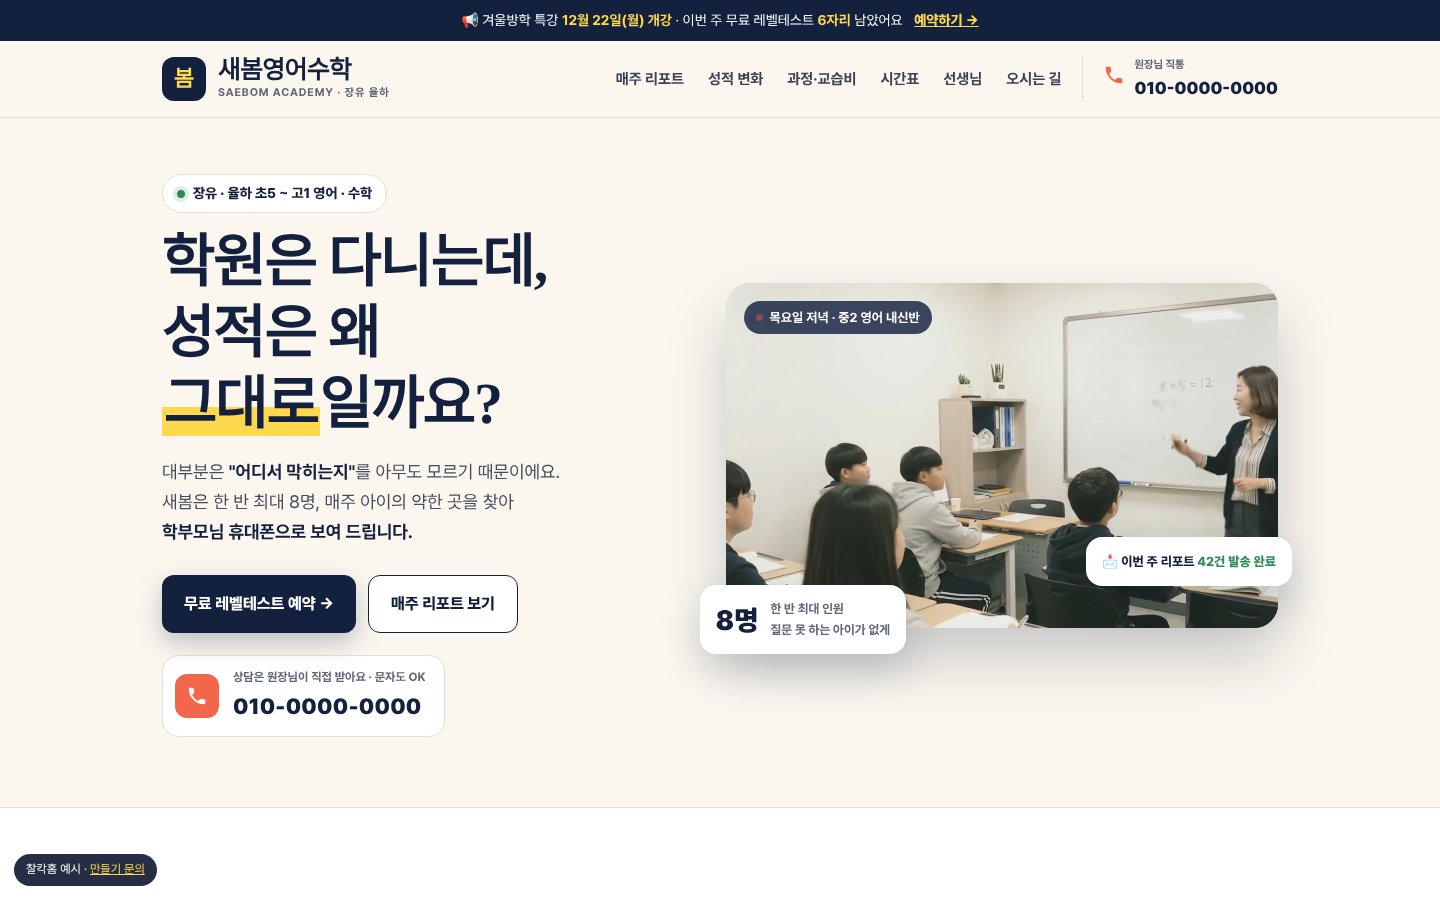 📢 겨울방학 특강 12월 22일(월) 개강 · 이번 주 무료 레벨테스트 6자리 남았어요 예약하기 →
봄
새봄영어수학
SAEBOM ACADEMY · 장유 율하
매주 리포트 성적 변화 과정·교습비 시간표 선생님 오시는 길
원장님 직통
010-0000-0000
장유 · 율하 초5 ~ 고1 영어 · 수학
학원은 다니는데,
성적은 왜
그대로일까요?
대부분은 "어디서 막히는지"를 아무도 모르기 때문이에요.
새봄은 한 반 최대 8명, 매주 아이의 약한 곳을 찾아
학부모님 휴대폰으로 보여 드립니다.
무료 레벨테스트 예약 →
매주 리포트 보기
상담은 원장님이 직접 받아요 · 문자도 OK
010-0000-0000
목요일 저녁 · 중2 영어 내신반
x+5 = 12
📩 이번 주 리포트 42건 발송 완료
8명
한 반 최대 인원
질문 못 하는 아이가 없게
찰칵홈 예시 · 만들기 문의